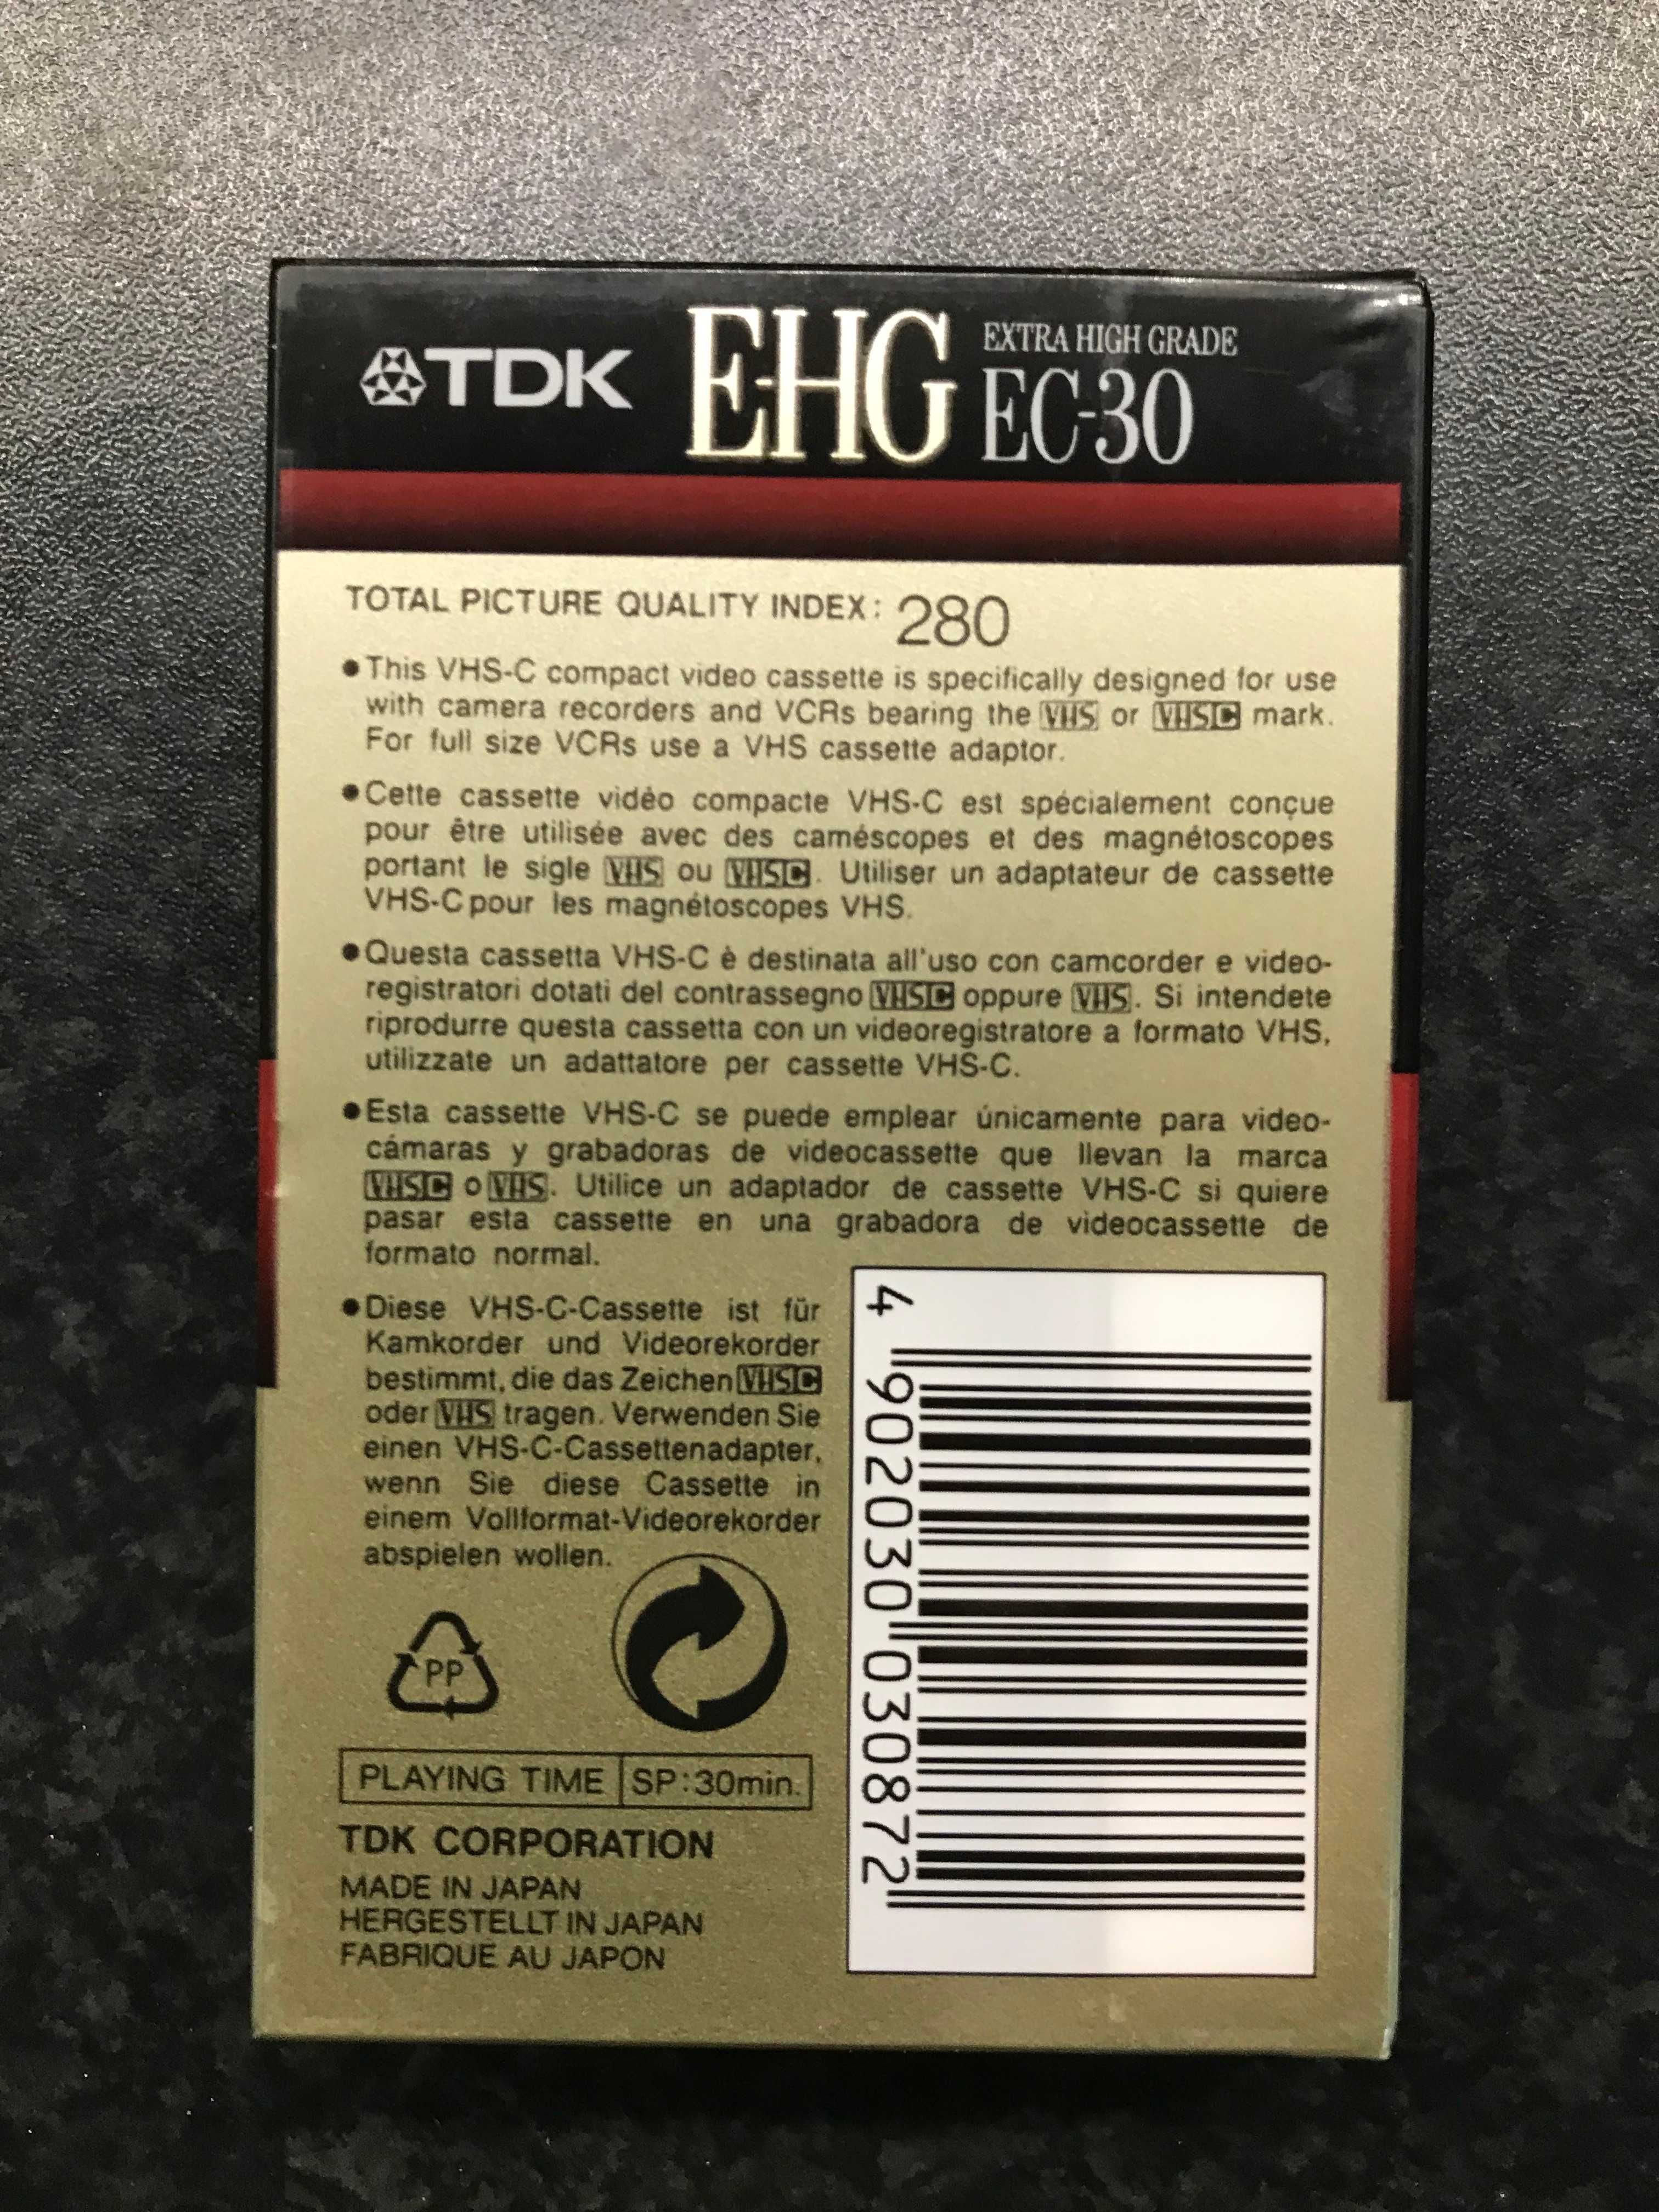 TDK E-HG EXTRA HIGH GRADE
EC-30
TOTAL PICTURE QUALITY INDEX: 280
●This VHS-C compact video cassette is specifically designed for use
with camera recorders and VCRs bearing the VHS or VHSC mark.
For full size VCRs use a VHS cassette adaptor.
●Cette cassette vidéo compacte VHS-C est spécialement conçue
pour être utilisée avec des caméscopes et des magnétoscopes
portant le sigle VHS ou VHSC. Utiliser un adaptateur de cassette
VHS-C pour les magnétoscopes VHS.
●Questa cassetta VHS-C è destinata all'uso con camcorder e video-
registratori dotati del contrassegno VHSC oppure VHS. Si intendete
riprodurre questa cassetta con un videoregistratore a formato VHS,
utilizzate un adattatore per cassette VHS-C.
●Esta cassette VHS-C se puede emplear únicamente para video-
cámaras y grabadoras de videocassette que llevan la marca
VHSC o VHS. Utilice un adaptador de cassette VHS-C si quiere
pasar esta cassette en una grabadora de videocassette de
formato normal.
●Diese VHS-C-Cassette ist für
Kamkorder und Videorekorder
bestimmt, die das Zeichen VHSC
oder VHS tragen. Verwenden Sie
einen VHS-C-Cassettenadapter,
wenn Sie diese Cassette in
einem Vollformat-Videorekorder
abspielen wollen.
PP
PLAYING TIME SP:30min.
TDK CORPORATION
MADE IN JAPAN
HERGESTELLT IN JAPAN
FABRIQUE AU JAPON
4 902030 030872